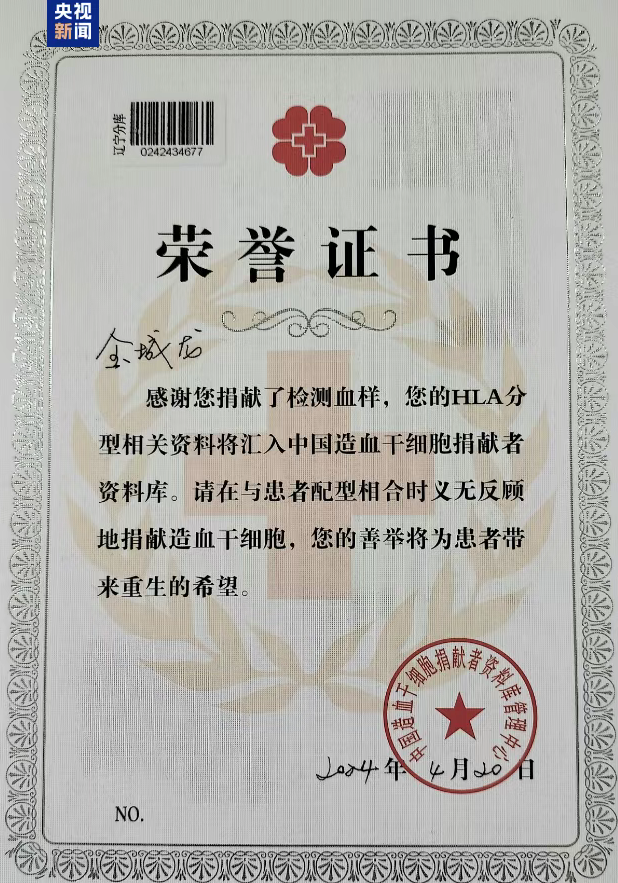 央视
新闻
辽宁分库
0242434677
荣誉证书
金城龙
感谢您捐献了检测血样，您的HLA分
型相关资料将汇入中国造血干细胞捐献者
资料库。请在与患者配型相合时义无反顾
地捐献造血干细胞，您的善举将为患者带
来重生的希望。
中国造血干细胞捐献者资料库管理中心
2024年4月20日
NO.